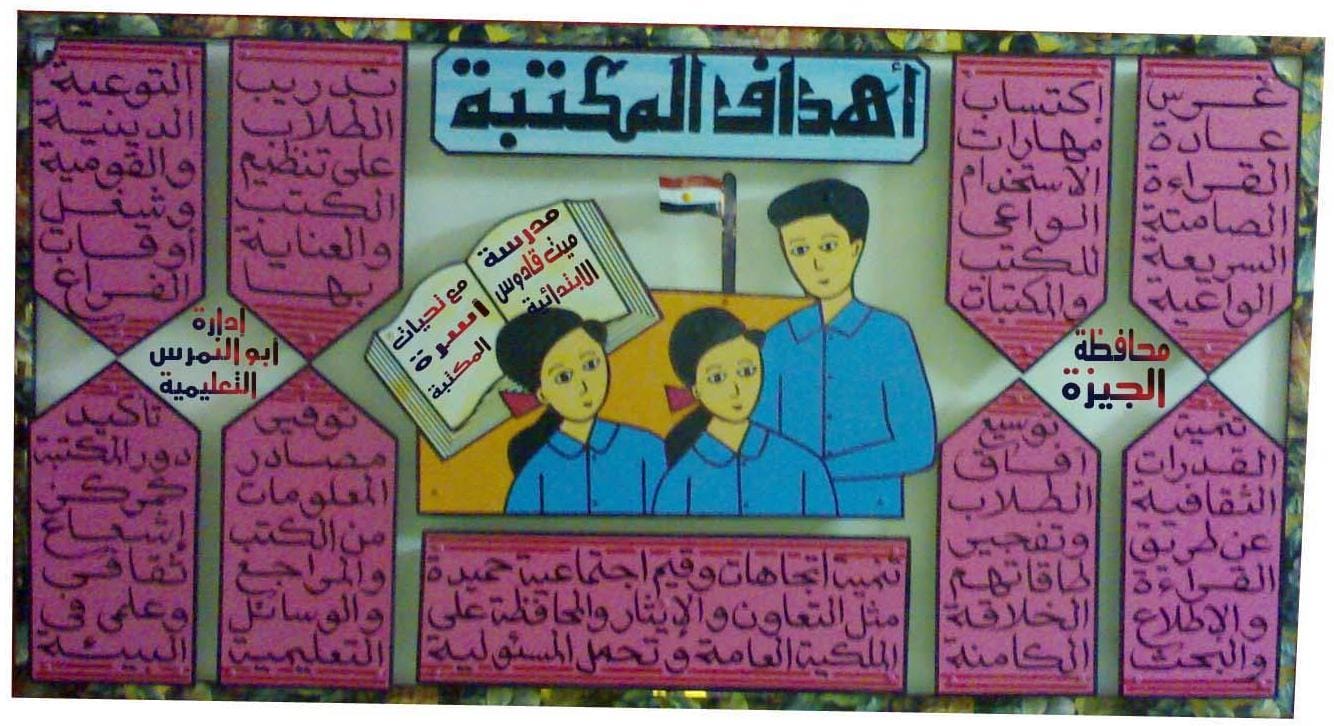 أهداف المكتبة
غرس
عادة
القراءة
الصامتة
السريعة
الواعية
إكتساب
مهارات
الاستخدام
الواعى
للكتب
والمكتبات
تدريب
الطلاب
على تنظيم
الكتب
والعناية
بها
التوعية
الدينية
والقومية
وشغل
أوقات
الفراغ
مدرسة
ميت قادوس
الابتدائية
مع تحيات
أسرة
المكتبة
محافظة
الجيزة
إدارة
أبو النمرس
التعليمية
تنمية
القدرات
الثقافية
عن طريق
القراءة
والإطلاع
والبحث
توسيع
افاق
الطلاب
وتفجير
طاقاتهم
الخلاقة
الكامنة
تنمية اتجاهات وقيم اجتماعية حميدة
مثل التعاون والإيثار والمحافظة على
الملكية العامة وتحمل المسئولية
توفير
مصادر
المعلومات
من الكتب
والمراجع
والوسائل
التعليمية
تاكيد
دور المكتبة
كمركز
إشعاع
ثقافي
وعلمى فى
البيئة